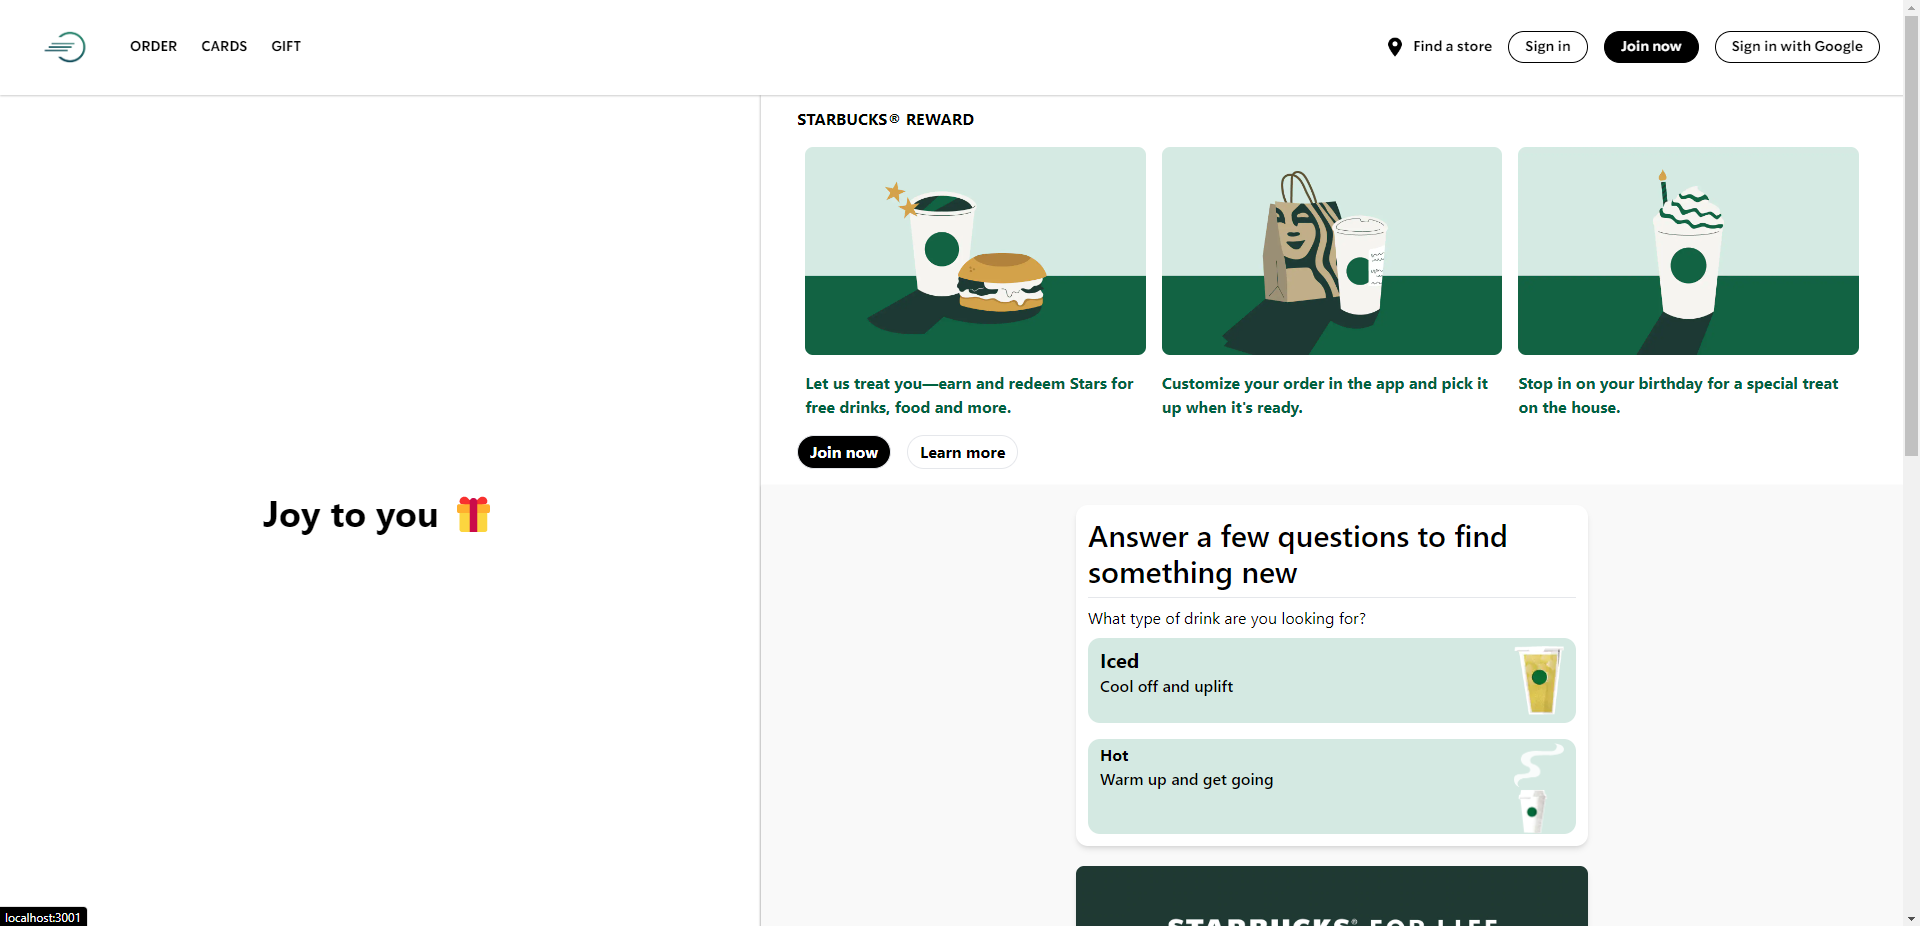 ORDER CARDS GIFT
Find a store Sign in Join now Sign in with Google
Joy to you
STARBUCKS® REWARD
Let us treat you—earn and redeem Stars for
free drinks, food and more.
Customize your order in the app and pick it
up when it's ready.
Stop in on your birthday for a special treat
on the house.
Join now Learn more
Answer a few questions to find
something new
What type of drink are you looking for?
Iced
Cool off and uplift
Hot
Warm up and get going
STARBUCKS® FOR LIFE
localhost:3001